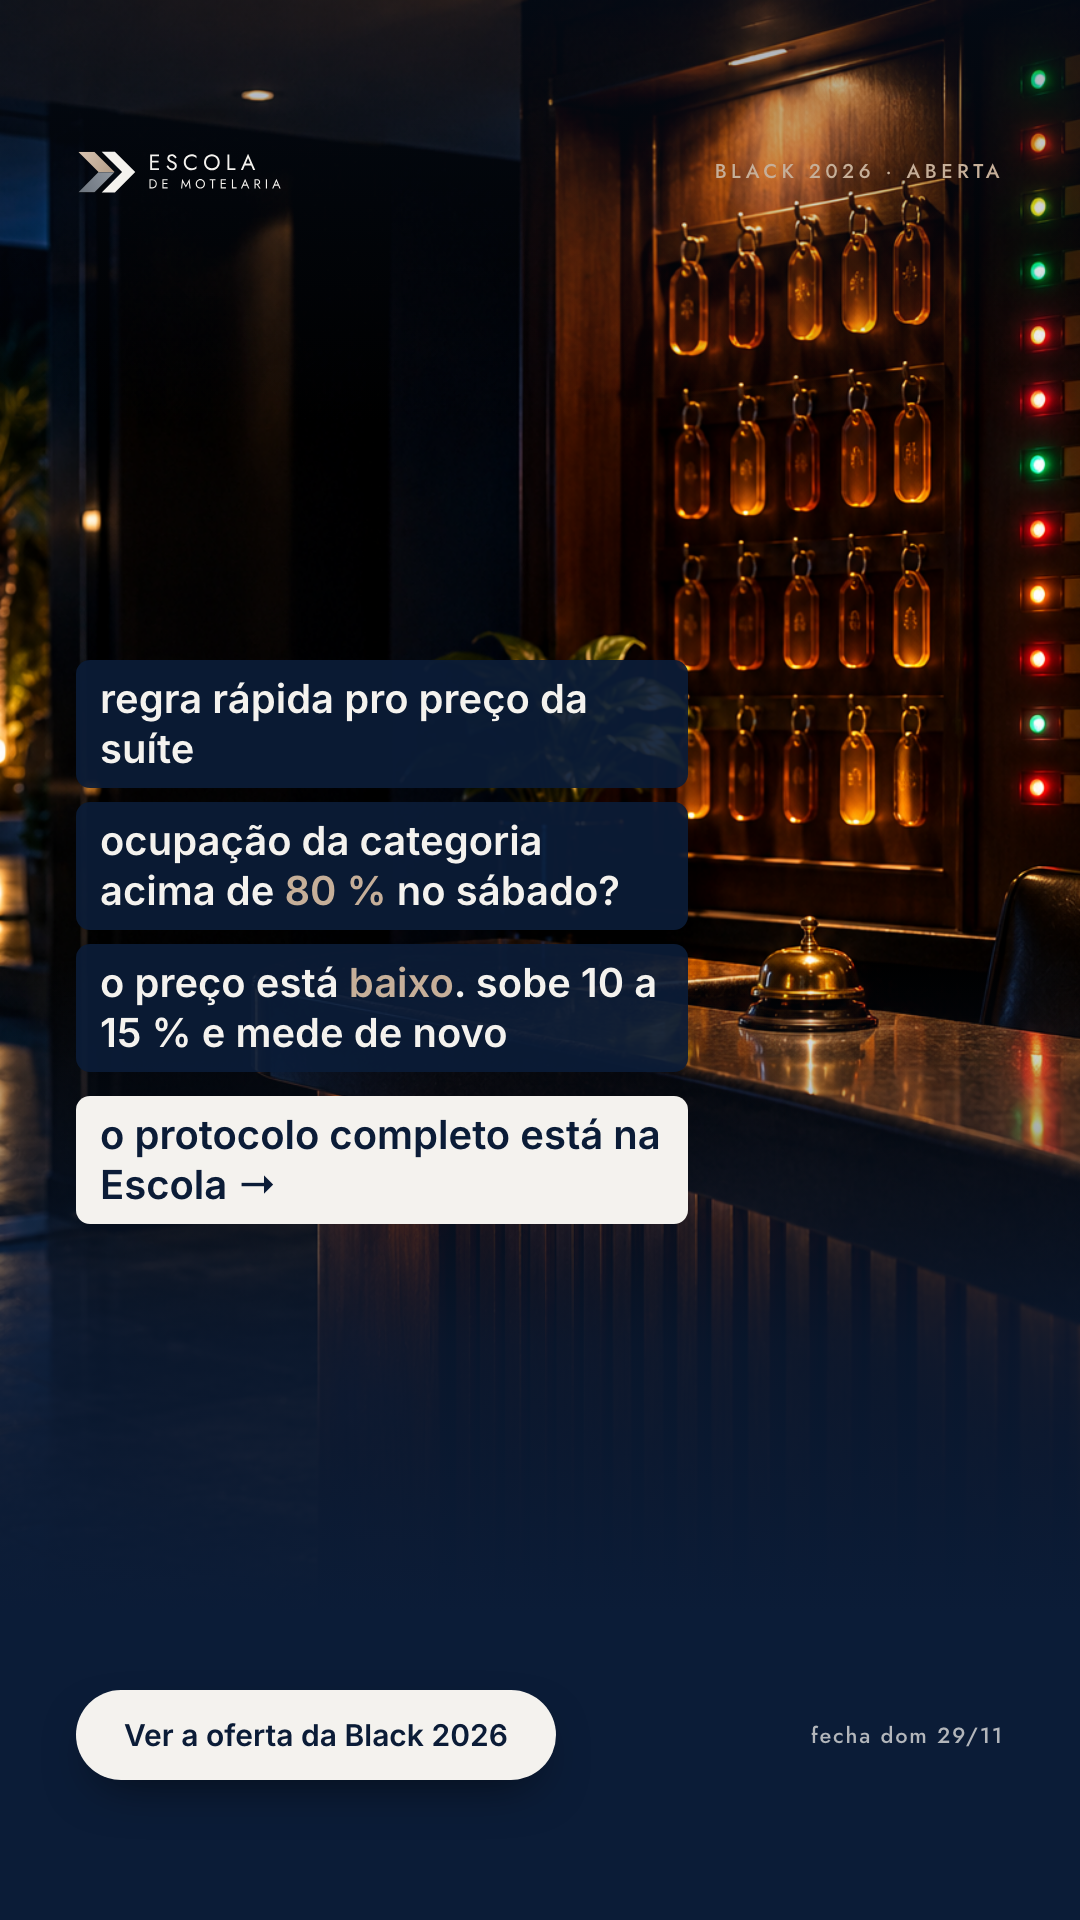 ESCOLA
DE MOTELARIA
BLACK 2026 · ABERTA
regra rápida pro preço da
suíte
ocupação da categoria
acima de 80 % no sábado?
o preço está baixo. sobe 10 a
15 % e mede de novo
o protocolo completo está na
Escola →
Ver a oferta da Black 2026
fecha dom 29/11